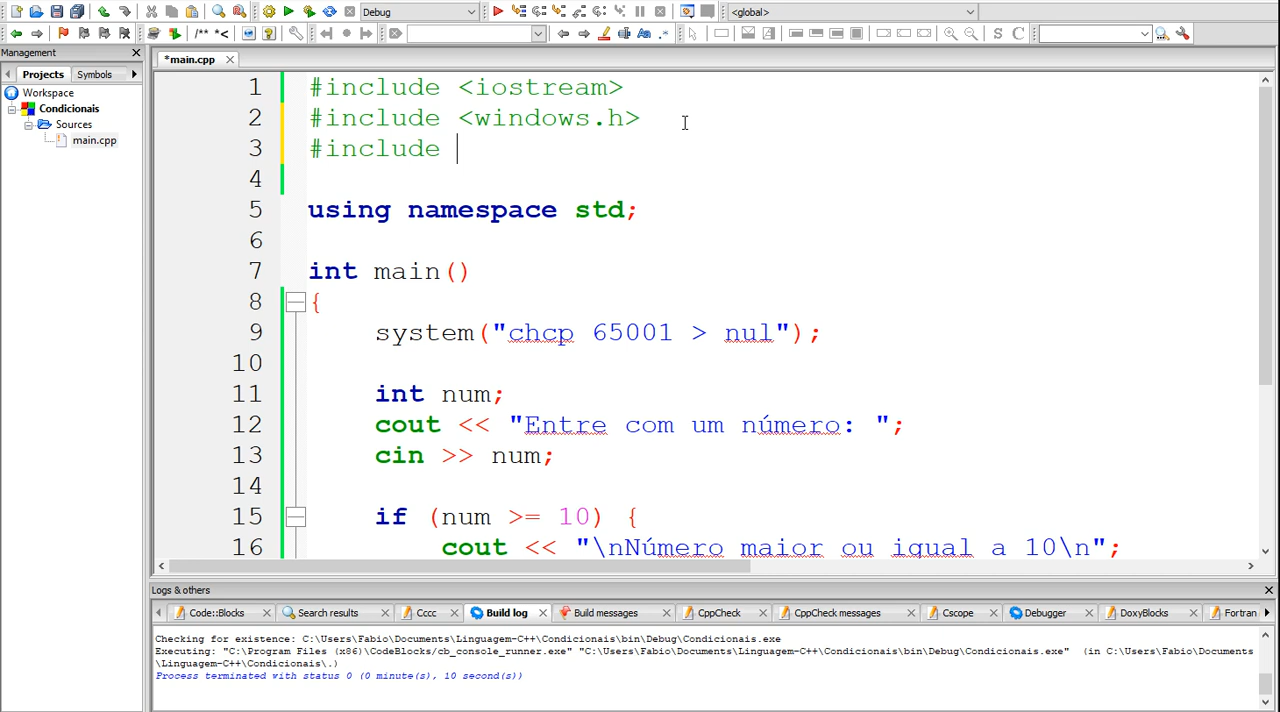 Debug
<global>
/** *<
Aa .*
S C
Management
*main.cpp
Projects Symbols
Workspace
Condicionais
Sources
main.cpp
1 #include <iostream>
2 #include <windows.h>
3 #include
4
5 using namespace std;
6
7 int main()
8 {
9 system("chcp 65001 > nul");
10
11 int num;
12 cout << "Entre com um número: ";
13 cin >> num;
14
15 if (num >= 10) {
16 cout << "\nNúmero maior ou igual a 10\n";
Logs & others
Code::Blocks Search results Cccc Build log Build messages CppCheck CppCheck messages Cscope Debugger DoxyBlocks Fortran
Checking for existence: C:\Users\Fabio\Documents\Linguagem-C++\Condicionais\bin\Debug\Condicionais.exe
Executing: "C:\Program Files (x86)\CodeBlocks/cb_console_runner.exe" "C:\Users\Fabio\Documents\Linguagem-C++\Condicionais\bin\Debug\Condicionais.exe" (in C:\Users\Fabio\Documents
\Linguagem-C++\Condicionais\.)
Process terminated with status 0 (0 minute(s), 10 second(s))